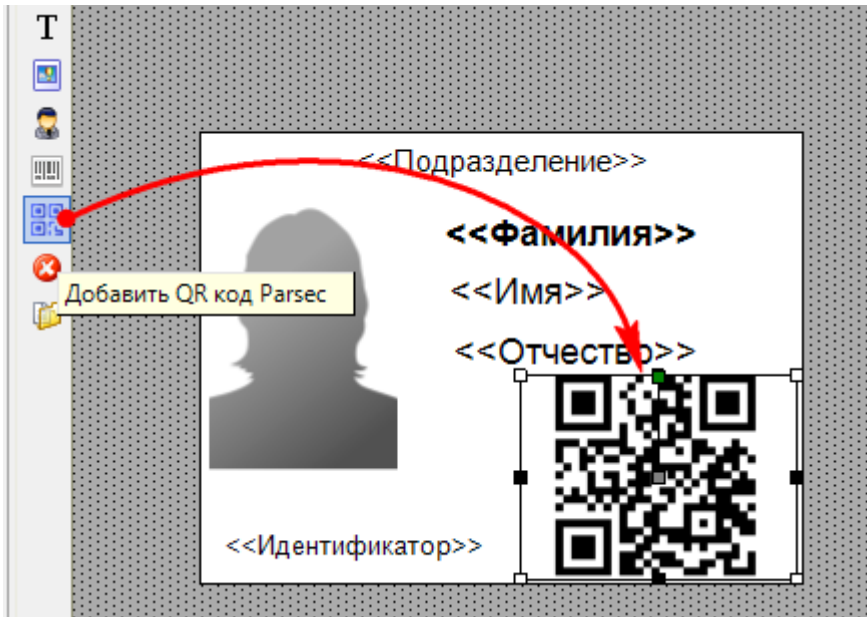 T
<<Подразделение>>
<<Фамилия>>
<<Имя>>
Добавить QR код Parsec
<<Отчество>>
<<Идентификатор>>